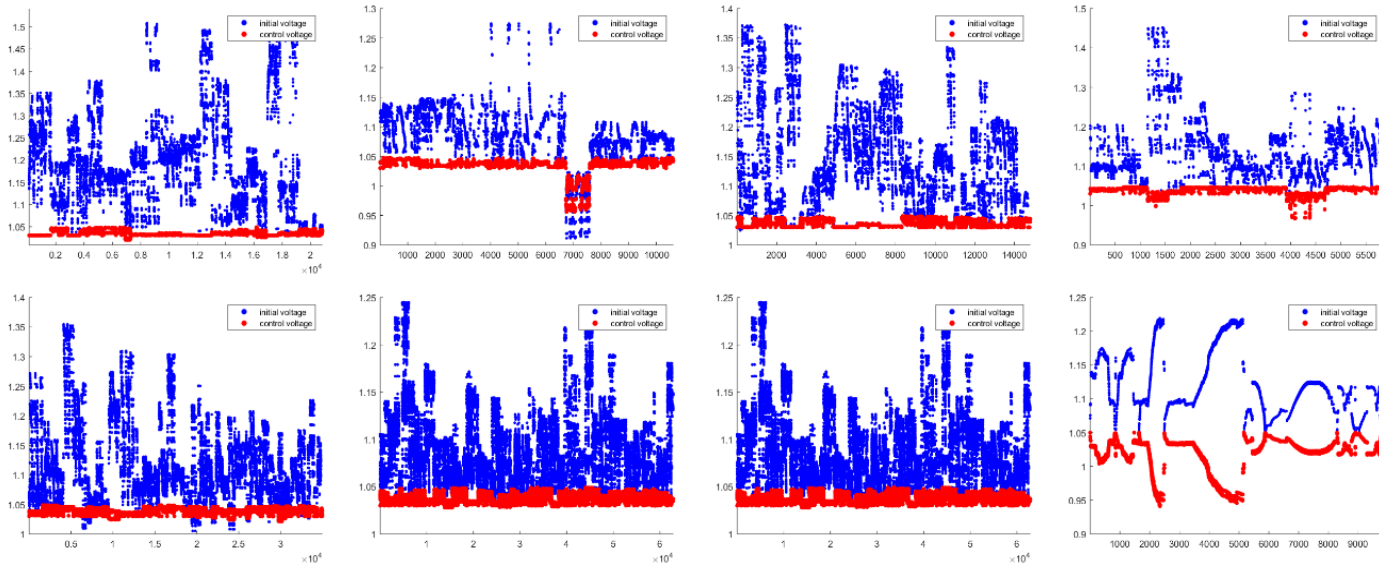 initial voltage
control voltage
1.5
1.45
1.4
1.35
1.3
1.25
1.2
1.15
1.1
1.05
0.2 0.4 0.6 0.8 1 1.2 1.4 1.6 1.8 2
×10⁴
initial voltage
control voltage
1.3
1.25
1.2
1.15
1.1
1.05
1
0.95
0.9
1000 2000 3000 4000 5000 6000 7000 8000 9000 10000
initial voltage
control voltage
1.4
1.35
1.3
1.25
1.2
1.15
1.1
1.05
1
2000 4000 6000 8000 10000 12000 14000
initial voltage
control voltage
1.5
1.4
1.3
1.2
1.1
1
0.9
500 1000 1500 2000 2500 3000 3500 4000 4500 5000 5500
initial voltage
control voltage
1.4
1.35
1.3
1.25
1.2
1.15
1.1
1.05
1
0.5 1 1.5 2 2.5 3
×10⁴
initial voltage
control voltage
1.25
1.2
1.15
1.1
1.05
1
1 2 3 4 5 6
×10⁴
initial voltage
control voltage
1.25
1.2
1.15
1.1
1.05
1
1 2 3 4 5 6
×10⁴
initial voltage
control voltage
1.3
1.25
1.2
1.15
1.1
1.05
1
0.95
0.9
1000 2000 3000 4000 5000 6000 7000 8000 9000